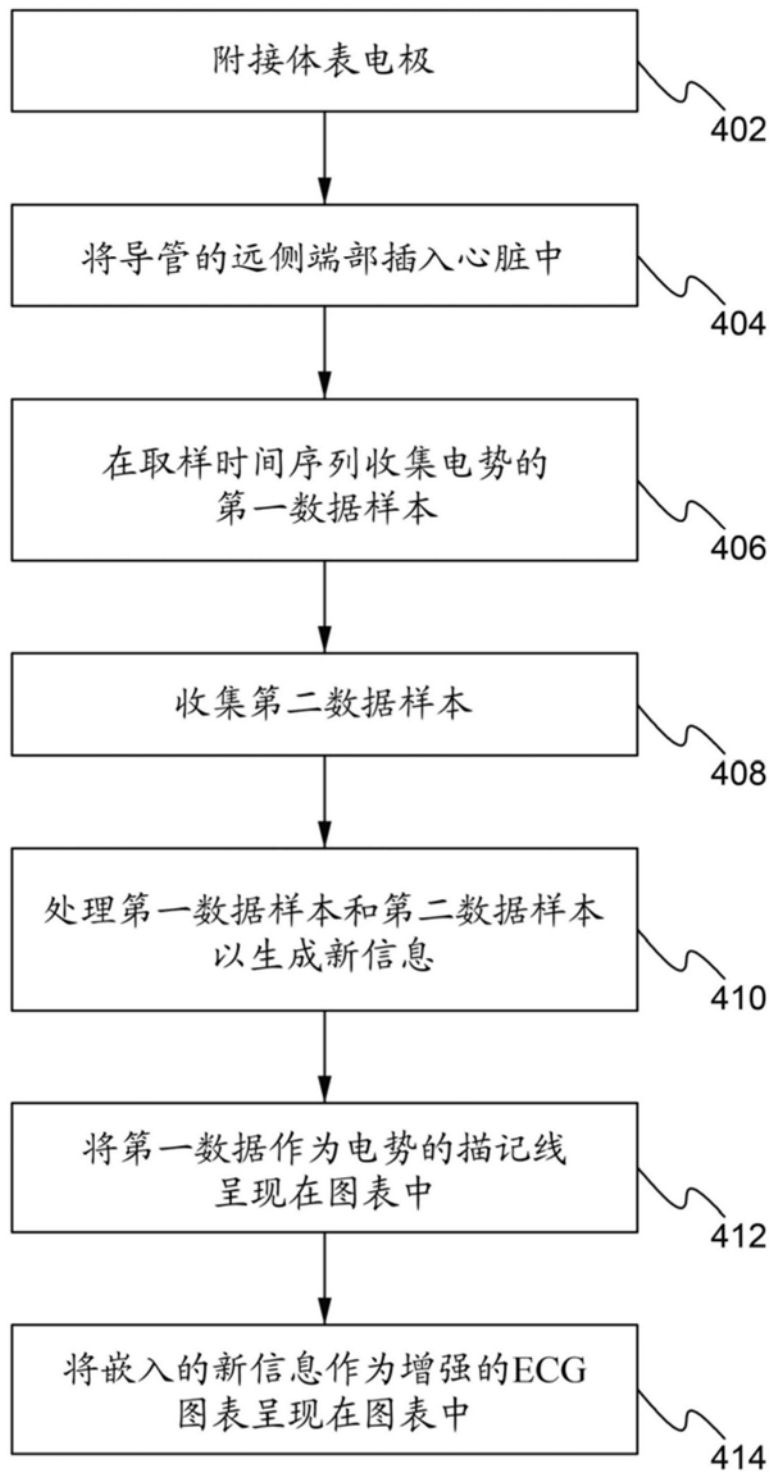 附接体表电极
402
将导管的远侧端部插入心脏中
404
在取样时间序列收集电势的
第一数据样本
406
收集第二数据样本
408
处理第一数据样本和第二数据样本
以生成新信息
410
将第一数据作为电势的描记线
呈现在图表中
412
将嵌入的新信息作为增强的ECG
图表呈现在图表中
414